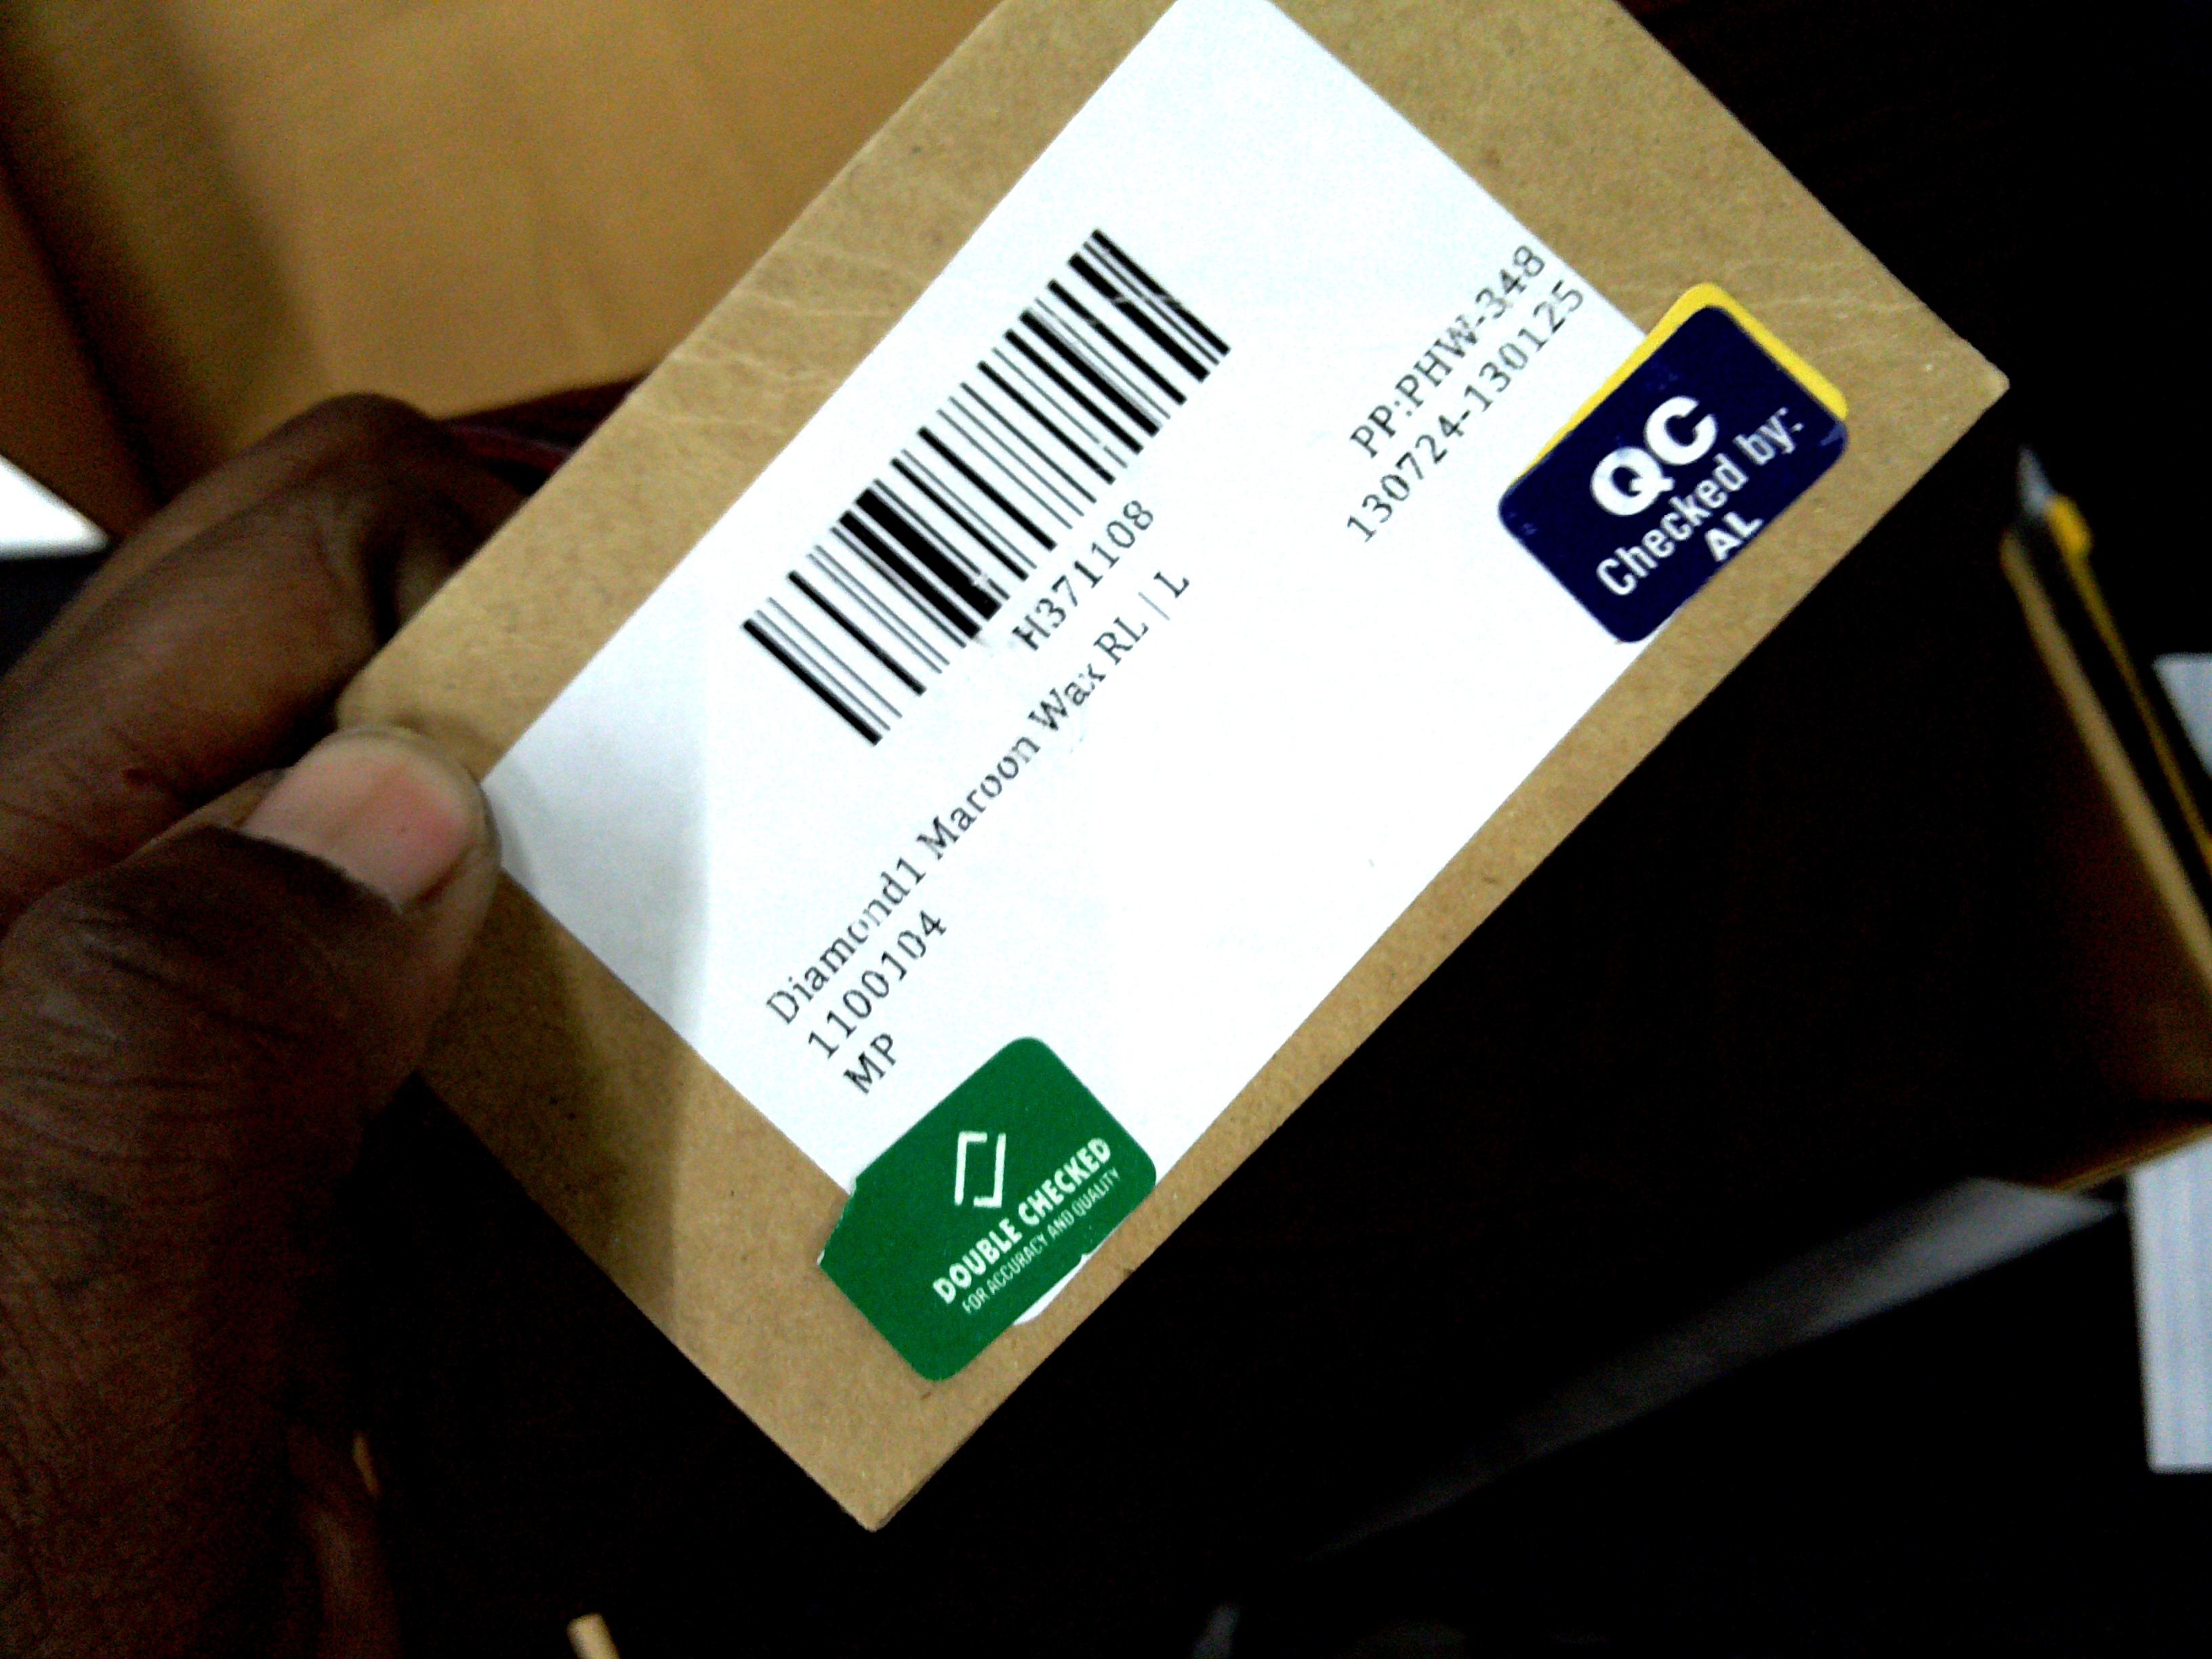 H371108
Diamond1 Maroon Wax RL | L
1100104
MP
PP:PHW-348
130724-130125
QC
Checked by:
AL
DOUBLE CHECKED
FOR ACCURACY AND QUALITY